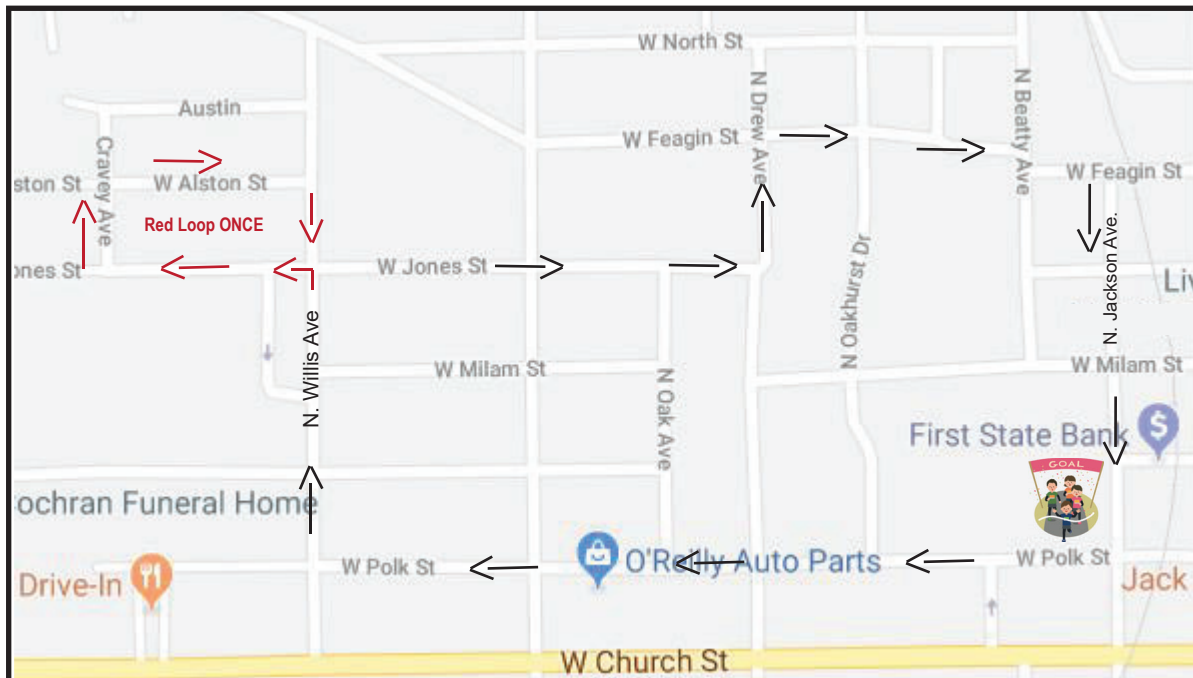 W North St
Austin
N Drew Ave
N Beatty Ave
W Feagin St
Cravey Ave
W Feagin St
ston St
W Alston St
Red Loop ONCE
N. Jackson Ave.
ones St
W Jones St
N Oakhurst Dr
Liv
N. Willis Ave
W Milam St
W Milam St
N Oak Ave
First State Bank
$
GOAL
ochran Funeral Home
W Polk St
O'Reilly Auto Parts
W Polk St
Drive-In
Jack
W Church St